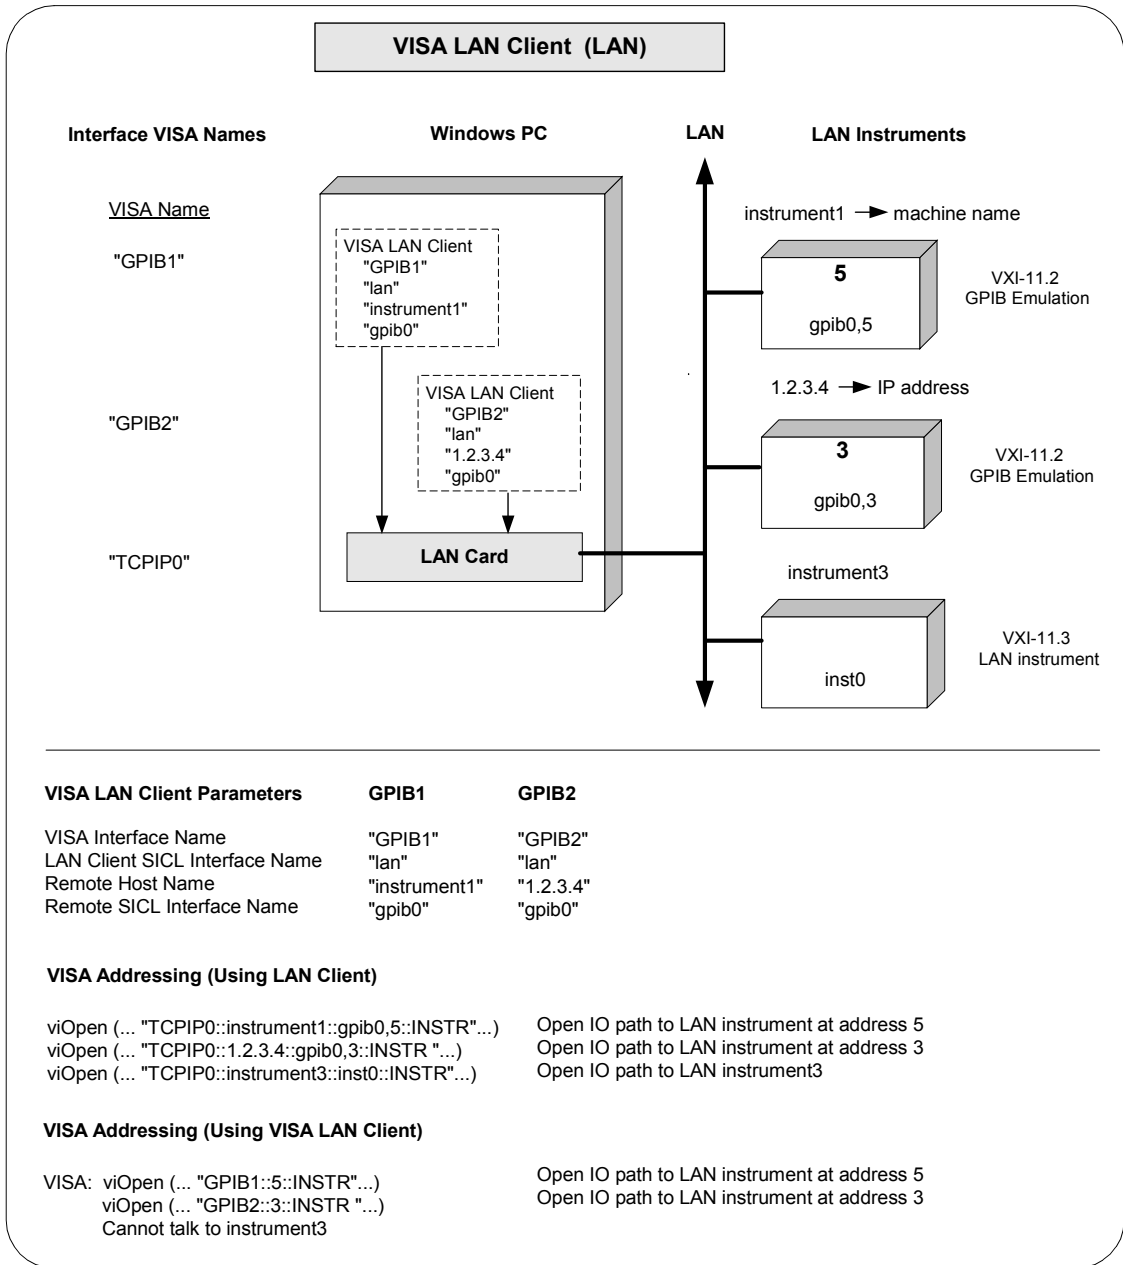 VISA LAN Client (LAN)
Interface VISA Names
Windows PC
LAN
LAN Instruments
VISA Name
"GPIB1"
"GPIB2"
"TCPIP0"
VISA LAN Client
"GPIB1"
"lan"
"instrument1"
"gpib0"
VISA LAN Client
"GPIB2"
"lan"
"1.2.3.4"
"gpib0"
LAN Card
instrument1 → machine name
5
gpib0,5
VXI-11.2
GPIB Emulation
1.2.3.4 → IP address
3
gpib0,3
VXI-11.2
GPIB Emulation
instrument3
inst0
VXI-11.3
LAN instrument
VISA LAN Client Parameters GPIB1 GPIB2
VISA Interface Name "GPIB1" "GPIB2"
LAN Client SICL Interface Name "lan" "lan"
Remote Host Name "instrument1" "1.2.3.4"
Remote SICL Interface Name "gpib0" "gpib0"
VISA Addressing (Using LAN Client)
viOpen (... "TCPIP0::instrument1::gpib0,5::INSTR"...) Open IO path to LAN instrument at address 5
viOpen (... "TCPIP0::1.2.3.4::gpib0,3::INSTR "...) Open IO path to LAN instrument at address 3
viOpen (... "TCPIP0::instrument3::inst0::INSTR"...) Open IO path to LAN instrument3
VISA Addressing (Using VISA LAN Client)
VISA: viOpen (... "GPIB1::5::INSTR"...) Open IO path to LAN instrument at address 5
viOpen (... "GPIB2::3::INSTR "...) Open IO path to LAN instrument at address 3
Cannot talk to instrument3